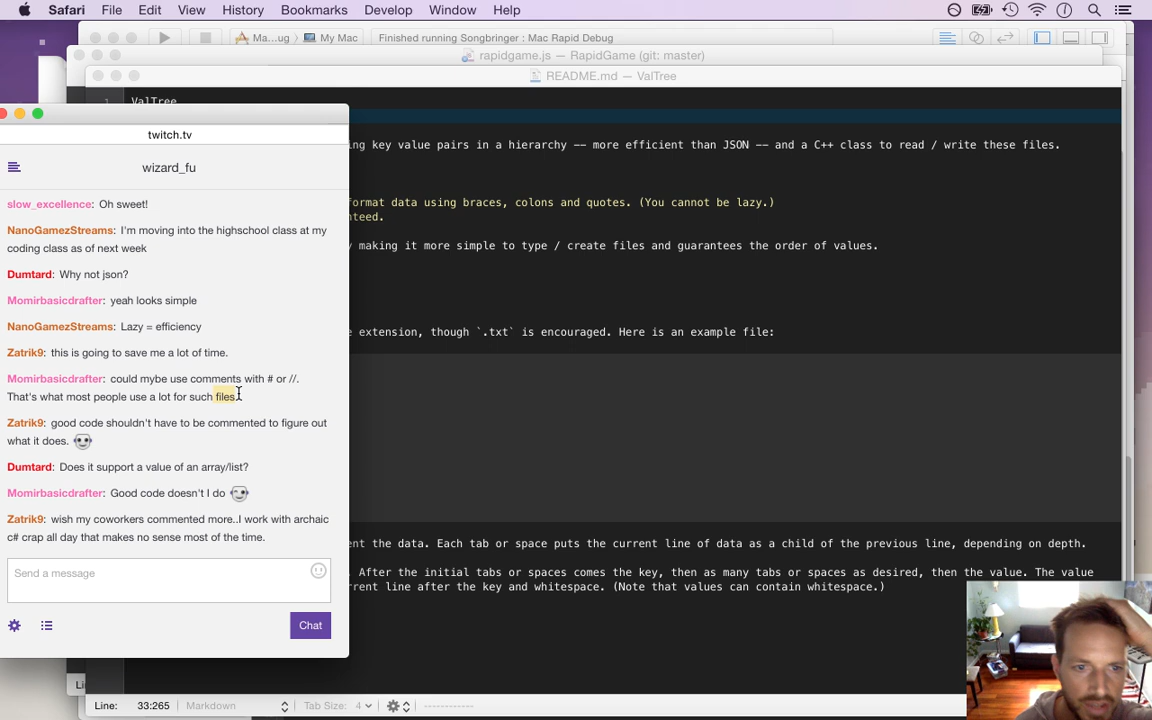 Safari File Edit View History Bookmarks Develop Window Help
Ma...ug My Mac Finished running Songbringer : Mac Rapid Debug
rapidgame.js — RapidGame (git: master)
README.md — ValTree
1 ValTree
twitch.tv
ing key value pairs in a hierarchy -- more efficient than JSON -- and a C++ class to read / write these files.
wizard_fu
slow_excellence: Oh sweet!
format data using braces, colons and quotes. (You cannot be lazy.)
nteed.
NanoGamezStreams: I'm moving into the highschool class at my
coding class as of next week
y making it more simple to type / create files and guarantees the order of values.
Dumtard: Why not json?
Momirbasicdrafter: yeah looks simple
NanoGamezStreams: Lazy = efficiency
e extension, though `.txt` is encouraged. Here is an example file:
Zatrik9: this is going to save me a lot of time.
Momirbasicdrafter: could mybe use comments with # or //.
That's what most people use a lot for such files.
Zatrik9: good code shouldn't have to be commented to figure out
what it does.
Dumtard: Does it support a value of an array/list?
Momirbasicdrafter: Good code doesn't I do
Zatrik9: wish my coworkers commented more..I work with archaic
c# crap all day that makes no sense most of the time.
ent the data. Each tab or space puts the current line of data as a child of the previous line, depending on depth.
. After the initial tabs or spaces comes the key, then as many tabs or spaces as desired, then the value. The value
rrent line after the key and whitespace. (Note that values can contain whitespace.)
Send a message
Chat
Line: 33:265 Markdown Tab Size: 4 ------------